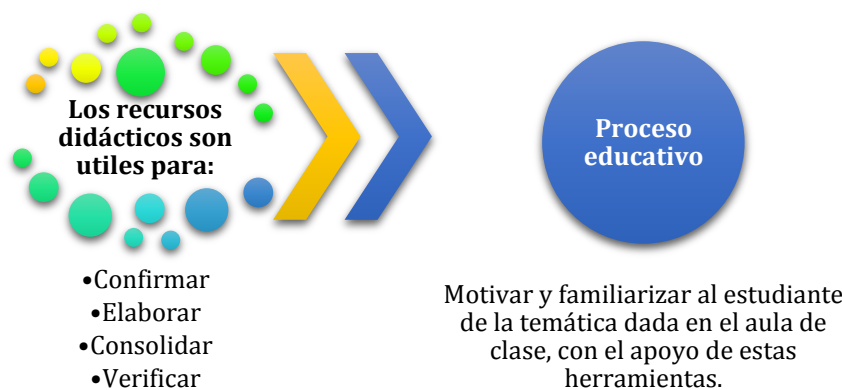 Los recursos
didácticos son
utiles para:
•Confirmar
•Elaborar
•Consolidar
•Verificar
Proceso
educativo
Motivar y familiarizar al estudiante
de la temática dada en el aula de
clase, con el apoyo de estas
herramientas.